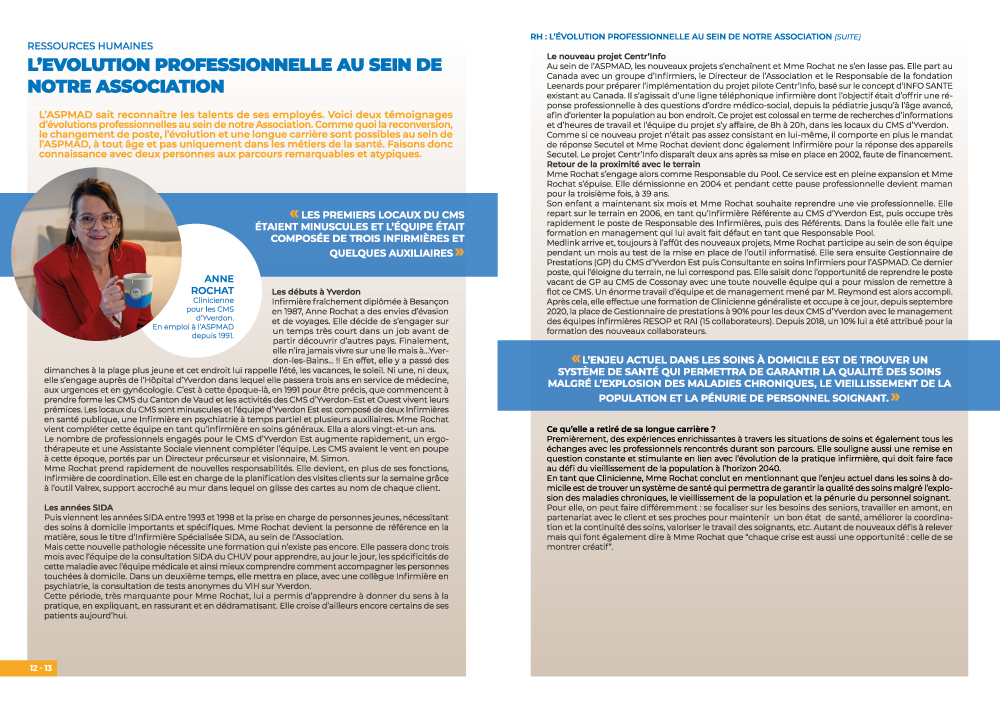 RESSOURCES HUMAINES
L'EVOLUTION PROFESSIONNELLE AU SEIN DE
NOTRE ASSOCIATION
L'ASPMAD sait reconnaître les talents de ses employés. Voici deux témoignages
d'évolutions professionnelles au sein de notre Association. Comme quoi la reconversion,
le changement de poste, l'évolution et une longue carrière sont possibles au sein de
l'ASPMAD, à tout âge et pas uniquement dans les métiers de la santé. Faisons donc
connaissance avec deux personnes aux parcours remarquables et atypiques.
« LES PREMIERS LOCAUX DU CMS
ÉTAIENT MINUSCULES ET L'ÉQUIPE ÉTAIT
COMPOSÉE DE TROIS INFIRMIÈRES ET
QUELQUES AUXILIAIRES »
ANNE
ROCHAT
Clinicienne
pour les CMS
d'Yverdon.
En emploi à l'ASPMAD
depuis 1991.
Les débuts à Yverdon
Infirmière fraîchement diplômée à Besançon
en 1987, Anne Rochat a des envies d'évasion
et de voyages. Elle décide de s'engager sur
un temps très court dans un job avant de
partir découvrir d'autres pays. Finalement,
elle n'ira jamais vivre sur une île mais à...Yver-
don-les-Bains... !! En effet, elle y a passé des
dimanches à la plage plus jeune et cet endroit lui rappelle l'été, les vacances, le soleil. Ni une, ni deux,
elle s'engage auprès de l'Hôpital d'Yverdon dans lequel elle passera trois ans en service de médecine,
aux urgences et en gynécologie. C'est à cette époque-là, en 1991 pour être précis, que commencent à
prendre forme les CMS du Canton de Vaud et les activités des CMS d'Yverdon-Est et Ouest vivent leurs
prémices. Les locaux du CMS sont minuscules et l'équipe d'Yverdon Est est composé de deux Infirmières
en santé publique, une Infirmière en psychiatrie à temps partiel et plusieurs auxiliaires. Mme Rochat
vient compléter cette équipe en tant qu'infirmière en soins généraux. Elle a alors vingt-et-un ans.
Le nombre de professionnels engagés pour le CMS d'Yverdon Est augmente rapidement, un ergo-
thérapeute et une Assistante Sociale viennent compléter l'équipe. Les CMS avaient le vent en poupe
à cette époque, portés par un Directeur précurseur et visionnaire, M. Simon.
Mme Rochat prend rapidement de nouvelles responsabilités. Elle devient, en plus de ses fonctions,
Infirmière de coordination. Elle est en charge de la planification des visites clients sur la semaine grâce
à l'outil Valrex, support accroché au mur dans lequel on glisse des cartes au nom de chaque client.
Les années SIDA
Puis viennent les années SIDA entre 1993 et 1998 et la prise en charge de personnes jeunes, nécessitant
des soins à domicile importants et spécifiques. Mme Rochat devient la personne de référence en la
matière, sous le titre d'Infirmière Spécialisée SIDA, au sein de l'Association.
Mais cette nouvelle pathologie nécessite une formation qui n'existe pas encore. Elle passera donc trois
mois avec l'équipe de la consultation SIDA du CHUV pour apprendre, au jour le jour, les spécificités de
cette maladie avec l'équipe médicale et ainsi mieux comprendre comment accompagner les personnes
touchées à domicile. Dans un deuxième temps, elle mettra en place, avec une collègue Infirmière en
psychiatrie, la consultation de tests anonymes du VIH sur Yverdon.
Cette période, très marquante pour Mme Rochat, lui a permis d'apprendre à donner du sens à la
pratique, en expliquant, en rassurant et en dédramatisant. Elle croise d'ailleurs encore certains de ses
patients aujourd'hui.
12 - 13
RH : L'ÉVOLUTION PROFESSIONNELLE AU SEIN DE NOTRE ASSOCIATION (SUITE)
Le nouveau projet Centr'Info
Au sein de l'ASPMAD, les nouveaux projets s'enchaînent et Mme Rochat ne s'en lasse pas. Elle part au
Canada avec un groupe d'Infirmiers, le Directeur de l'Association et le Responsable de la fondation
Leenards pour préparer l'implémentation du projet pilote Centr'Info, basé sur le concept d'INFO SANTE
existant au Canada. Il s'agissait d'une ligne téléphonique infirmière dont l'objectif était d'offrir une ré-
ponse professionnelle à des questions d'ordre médico-social, depuis la pédiatrie jusqu'à l'âge avancé,
afin d'orienter la population au bon endroit. Ce projet est colossal en terme de recherches d'informations
et d'heures de travail et l'équipe du projet s'y affaire, de 8h à 20h, dans les locaux du CMS d'Yverdon.
Comme si ce nouveau projet n'était pas assez consistant en lui-même, il comporte en plus le mandat
de réponse Secutel et Mme Rochat devient donc également Infirmière pour la réponse des appareils
Secutel. Le projet Centr'Info disparaît deux ans après sa mise en place en 2002, faute de financement.
Retour de la proximité avec le terrain
Mme Rochat s'engage alors comme Responsable du Pool. Ce service est en pleine expansion et Mme
Rochat s'épuise. Elle démissionne en 2004 et pendant cette pause professionnelle devient maman
pour la troisième fois, à 39 ans.
Son enfant a maintenant six mois et Mme Rochat souhaite reprendre une vie professionnelle. Elle
repart sur le terrain en 2006, en tant qu'Infirmière Référente au CMS d'Yverdon Est, puis occupe très
rapidement le poste de Responsable des Infirmières, puis des Référents. Dans la foulée elle fait une
formation en management qui lui avait fait défaut en tant que Responsable Pool.
Medlink arrive et, toujours à l'affût des nouveaux projets, Mme Rochat participe au sein de son équipe
pendant un mois au test de la mise en place de l'outil informatisé. Elle sera ensuite Gestionnaire de
Prestations (GP) du CMS d'Yverdon Est puis Consultante en soins Infirmiers pour l'ASPMAD. Ce dernier
poste, qui l'éloigne du terrain, ne lui correspond pas. Elle saisit donc l'opportunité de reprendre le poste
vacant de GP au CMS de Cossonay avec une toute nouvelle équipe qui a pour mission de remettre à
flot ce CMS. Un énorme travail d'équipe et de management mené par M. Reymond est alors accompli.
Après cela, elle effectue une formation de Clinicienne généraliste et occupe à ce jour, depuis septembre
2020, la place de Gestionnaire de prestations à 90% pour les deux CMS d'Yverdon avec le management
des équipes infirmières RESOP et RAI (15 collaborateurs). Depuis 2018, un 10% lui a été attribué pour la
formation des nouveaux collaborateurs.
« L'ENJEU ACTUEL DANS LES SOINS À DOMICILE EST DE TROUVER UN
SYSTÈME DE SANTÉ QUI PERMETTRA DE GARANTIR LA QUALITÉ DES SOINS
MALGRÉ L'EXPLOSION DES MALADIES CHRONIQUES, LE VIEILLISSEMENT DE LA
POPULATION ET LA PÉNURIE DE PERSONNEL SOIGNANT. »
Ce qu'elle a retiré de sa longue carrière ?
Premièrement, des expériences enrichissantes à travers les situations de soins et également tous les
échanges avec les professionnels rencontrés durant son parcours. Elle souligne aussi une remise en
question constante et stimulante en lien avec l'évolution de la pratique infirmière, qui doit faire face
au défi du vieillissement de la population à l'horizon 2040.
En tant que Clinicienne, Mme Rochat conclut en mentionnant que l'enjeu actuel dans les soins à do-
micile est de trouver un système de santé qui permettra de garantir la qualité des soins malgré l'explo-
sion des maladies chroniques, le vieillissement de la population et la pénurie du personnel soignant.
Pour elle, on peut faire différemment : se focaliser sur les besoins des seniors, travailler en amont, en
partenariat avec le client et ses proches pour maintenir un bon état de santé, améliorer la coordina-
tion et la continuité des soins, valoriser le travail des soignants, etc. Autant de nouveaux défis à relever
mais qui font également dire à Mme Rochat que "chaque crise est aussi une opportunité : celle de se
montrer créatif".